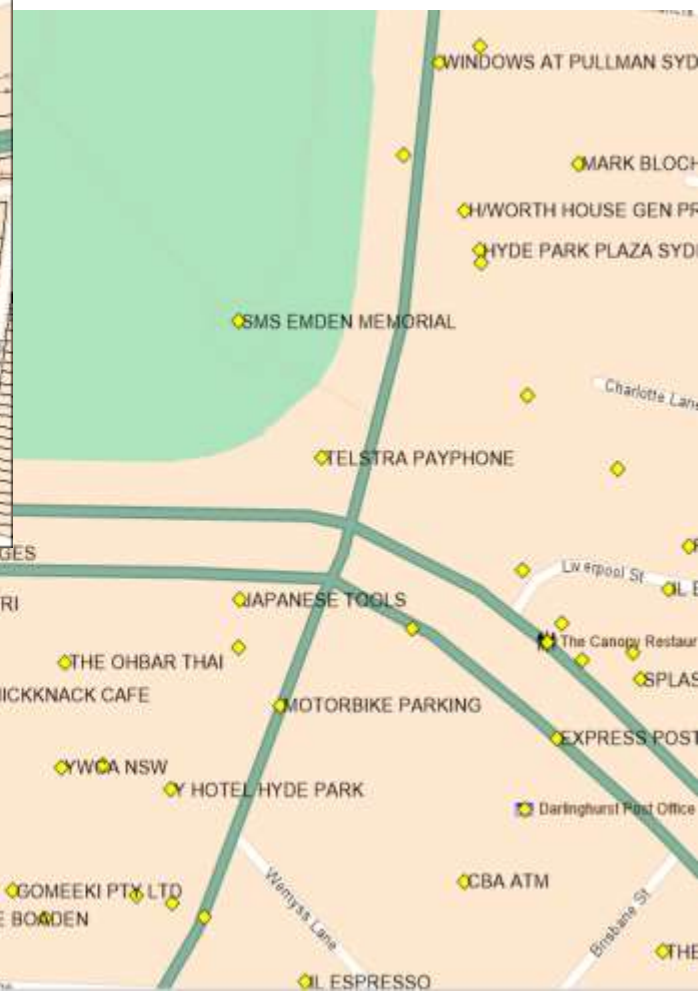 WINDOWS AT PULLMAN SYD
MARK BLOCH
H/WORTH HOUSE GEN PR
HYDE PARK PLAZA SYD
SMS EMDEN MEMORIAL
Charlotte Lane
TELSTRA PAYPHONE
GES
Liverpool St
IL E
RI
JAPANESE TOOLS
The Canopy Restaur
THE OHBAR THAI
SPLAS
ICKKNACK CAFE
MOTORBIKE PARKING
EXPRESS POST
YWCA NSW
Y HOTEL HYDE PARK
Darlinghurst Post Office
CBA ATM
GOMEEKI PTY LTD
E BOADEN
Wemyss Lane
Brisbane St
THE
IL ESPRESSO